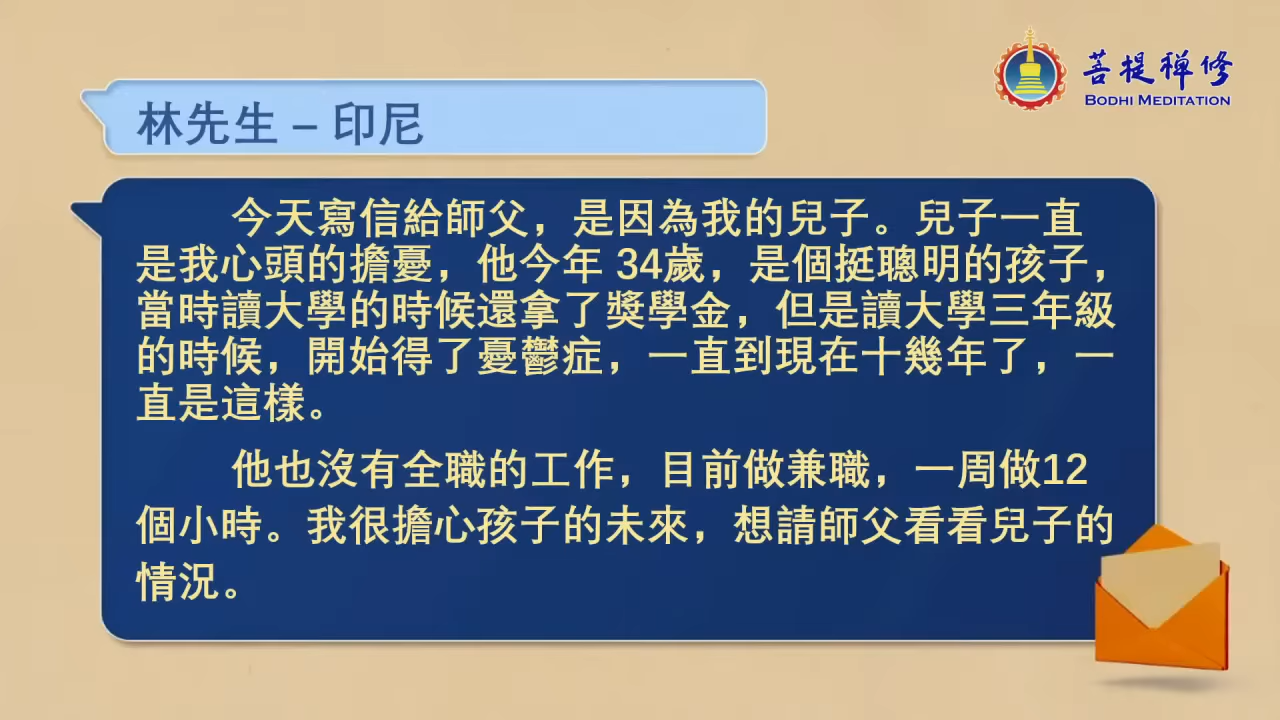 菩提禪修
BODHI MEDITATION
林先生 – 印尼
今天寫信給師父，是因為我的兒子。兒子一直
是我心頭的擔憂，他今年 34歲，是個挺聰明的孩子，
當時讀大學的時候還拿了獎學金，但是讀大學三年級
的時候，開始得了憂鬱症，一直到現在十幾年了，一
直是這樣。
他也沒有全職的工作，目前做兼職，一周做12
個小時。我很擔心孩子的未來，想請師父看看兒子的
情況。